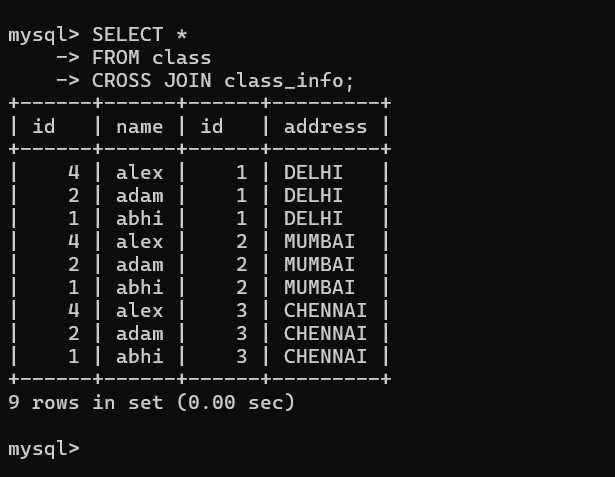 mysql> SELECT *
    -> FROM class
    -> CROSS JOIN class_info;
+------+------+------+---------+
| id   | name | id   | address |
+------+------+------+---------+
|    4 | alex |    1 | DELHI   |
|    2 | adam |    1 | DELHI   |
|    1 | abhi |    1 | DELHI   |
|    4 | alex |    2 | MUMBAI  |
|    2 | adam |    2 | MUMBAI  |
|    1 | abhi |    2 | MUMBAI  |
|    4 | alex |    3 | CHENNAI |
|    2 | adam |    3 | CHENNAI |
|    1 | abhi |    3 | CHENNAI |
+------+------+------+---------+
9 rows in set (0.00 sec)
mysql>